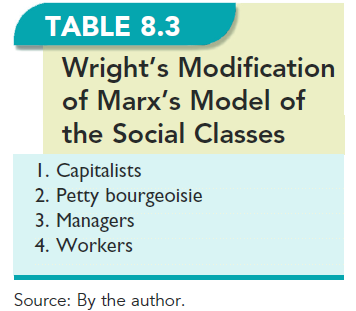 TABLE 8.3
Wright's Modification
of Marx's Model of
the Social Classes
1. Capitalists
2. Petty bourgeoisie
3. Managers
4. Workers
Source: By the author.